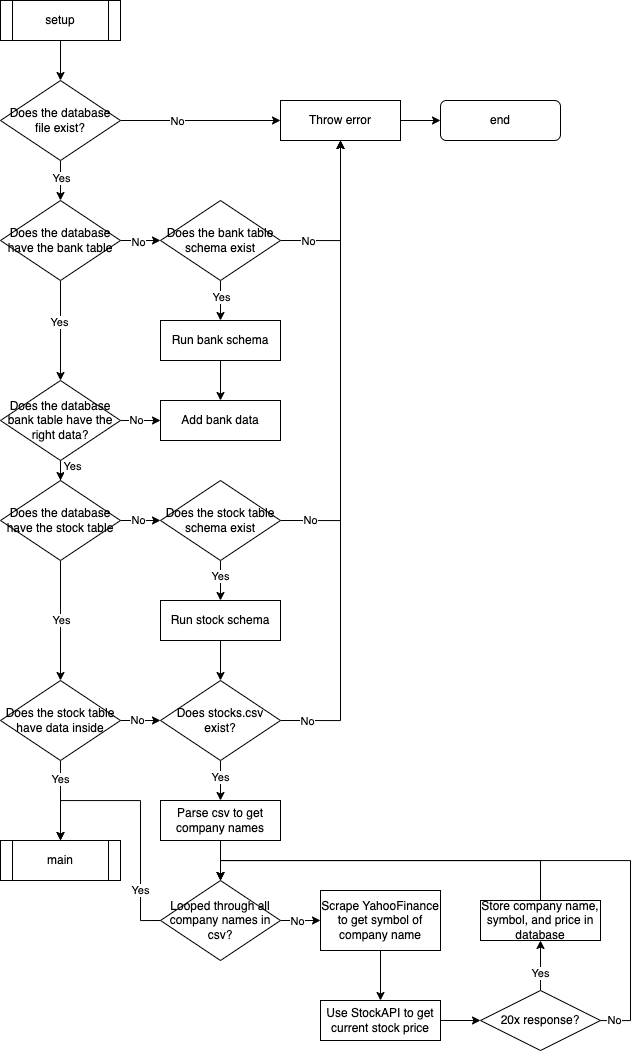 setup
Does the database
file exist?
No
Throw error
end
Yes
Does the database
have the bank table
No
Does the bank table
schema exist
No
Yes
Run bank schema
Yes
Does the database
bank table have the
right data?
No
Add bank data
Yes
Does the database
have the stock table
No
Does the stock table
schema exist
No
Yes
Run stock schema
Yes
Does the stock table
have data inside
No
Does stocks.csv
exist?
No
Yes
Yes
Parse csv to get
company names
main
Yes
Looped through all
company names in
csv?
No
Scrape YahooFinance
to get symbol of
company name
Store company name,
symbol, and price in
database
Yes
Use StockAPI to get
current stock price
20x response?
No